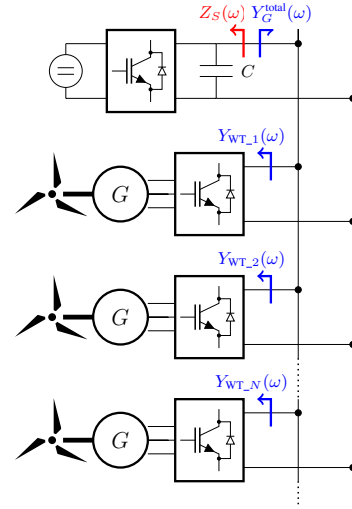 Z_S(ω) Y_G^total(ω)
C
Y_WT_1(ω)
G
Y_WT_2(ω)
G
Y_WT_N(ω)
G